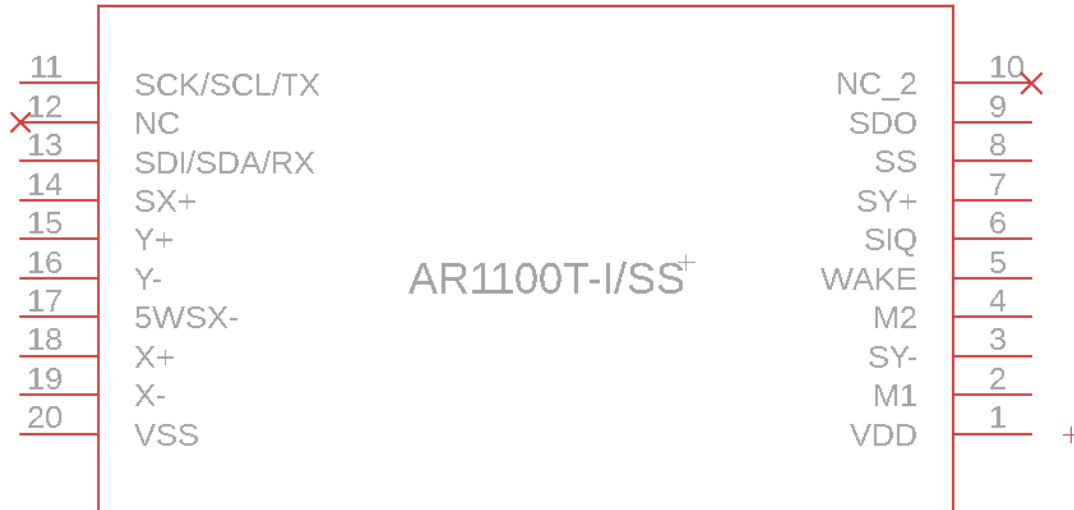 11 SCK/SCL/TX NC_2 10
12 NC SDO 9
13 SDI/SDA/RX SS 8
14 SX+ SY+ 7
15 Y+ SIQ 6
16 Y- AR1100T-I/SS WAKE 5
17 5WSX- M2 4
18 X+ SY- 3
19 X- M1 2
20 VSS VDD 1